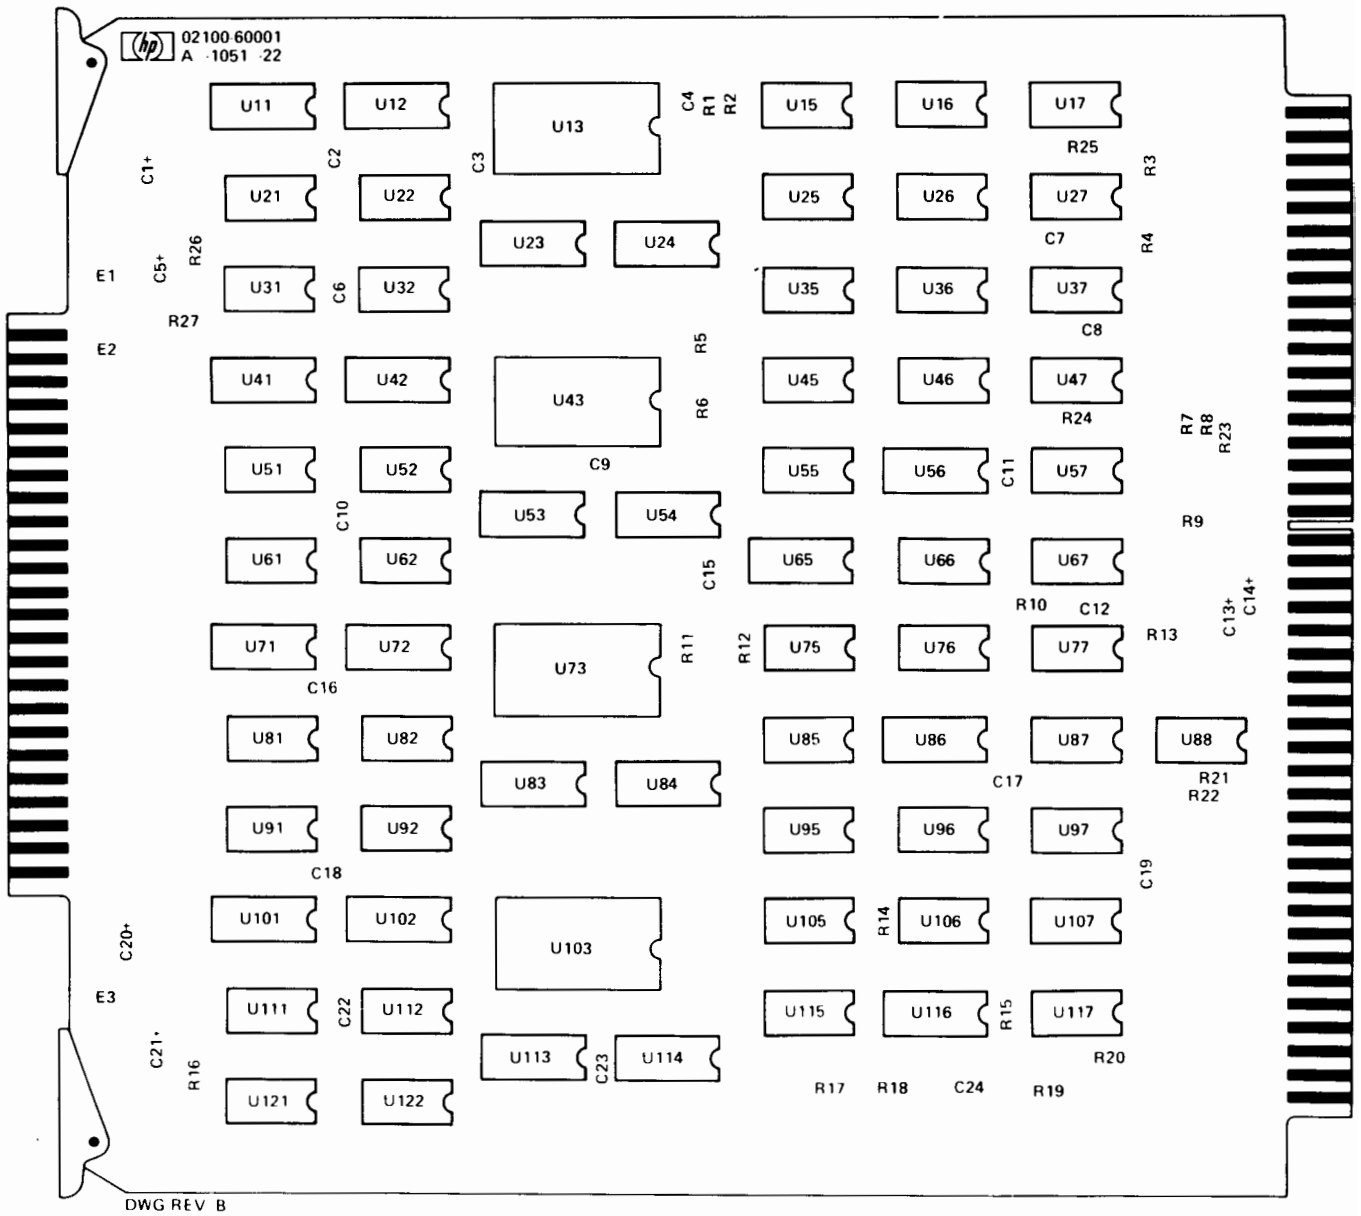 hp 02100-60001
A -1051 -22
U11 U12 U13 C4 R1 R2 U15 U16 U17
R25
C1+ C2 C3 R3
U21 U22 U25 U26 U27
U23 U24 C7 R4
R26
E1 C5+ U31 C6 U32 U35 U36 U37
R27 C8
E2 R5
U41 U42 U43 R6 U45 U46 U47
R24 R7 R8 R23
U51 U52 C9 U55 U56 C11 U57
C10 U53 U54 R9
U61 U62 C15 U65 U66 U67
R10 C12 C13+ C14+
U71 U72 U73 R11 R12 U75 U76 U77 R13
C16
U81 U82 U85 U86 U87 U88
U83 U84 C17 R21
R22
U91 U92 U95 U96 U97
C18 C19
U101 U102 U103 U105 R14 U106 U107
C20+
E3 U111 C22 U112 U115 U116 R15 U117
C21+ U113 C23 U114 R20
R16 R17 R18 C24 R19
U121 U122
DWG REV B